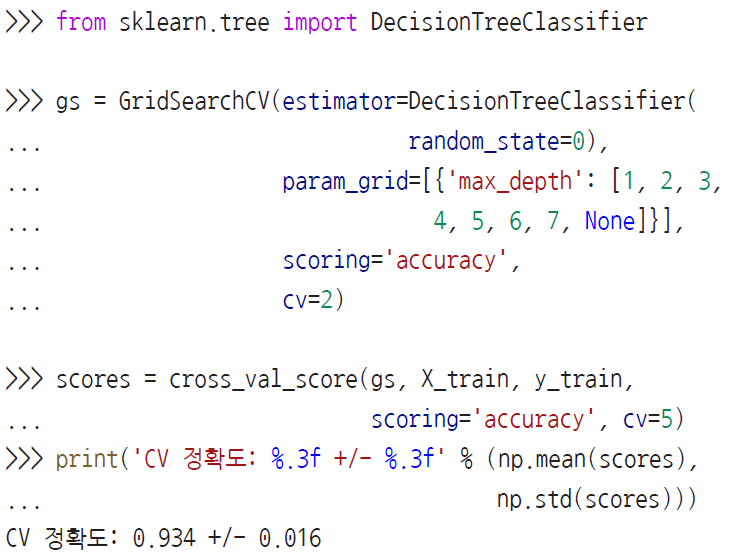 >>> from sklearn.tree import DecisionTreeClassifier
>>> gs = GridSearchCV(estimator=DecisionTreeClassifier(
...                            random_state=0),
...                   param_grid=[{'max_depth': [1, 2, 3,
...                              4, 5, 6, 7, None]}],
...                   scoring='accuracy',
...                   cv=2)
>>> scores = cross_val_score(gs, X_train, y_train,
...                          scoring='accuracy', cv=5)
>>> print('CV 정확도: %.3f +/- %.3f' % (np.mean(scores),
...                                   np.std(scores)))
CV 정확도: 0.934 +/- 0.016